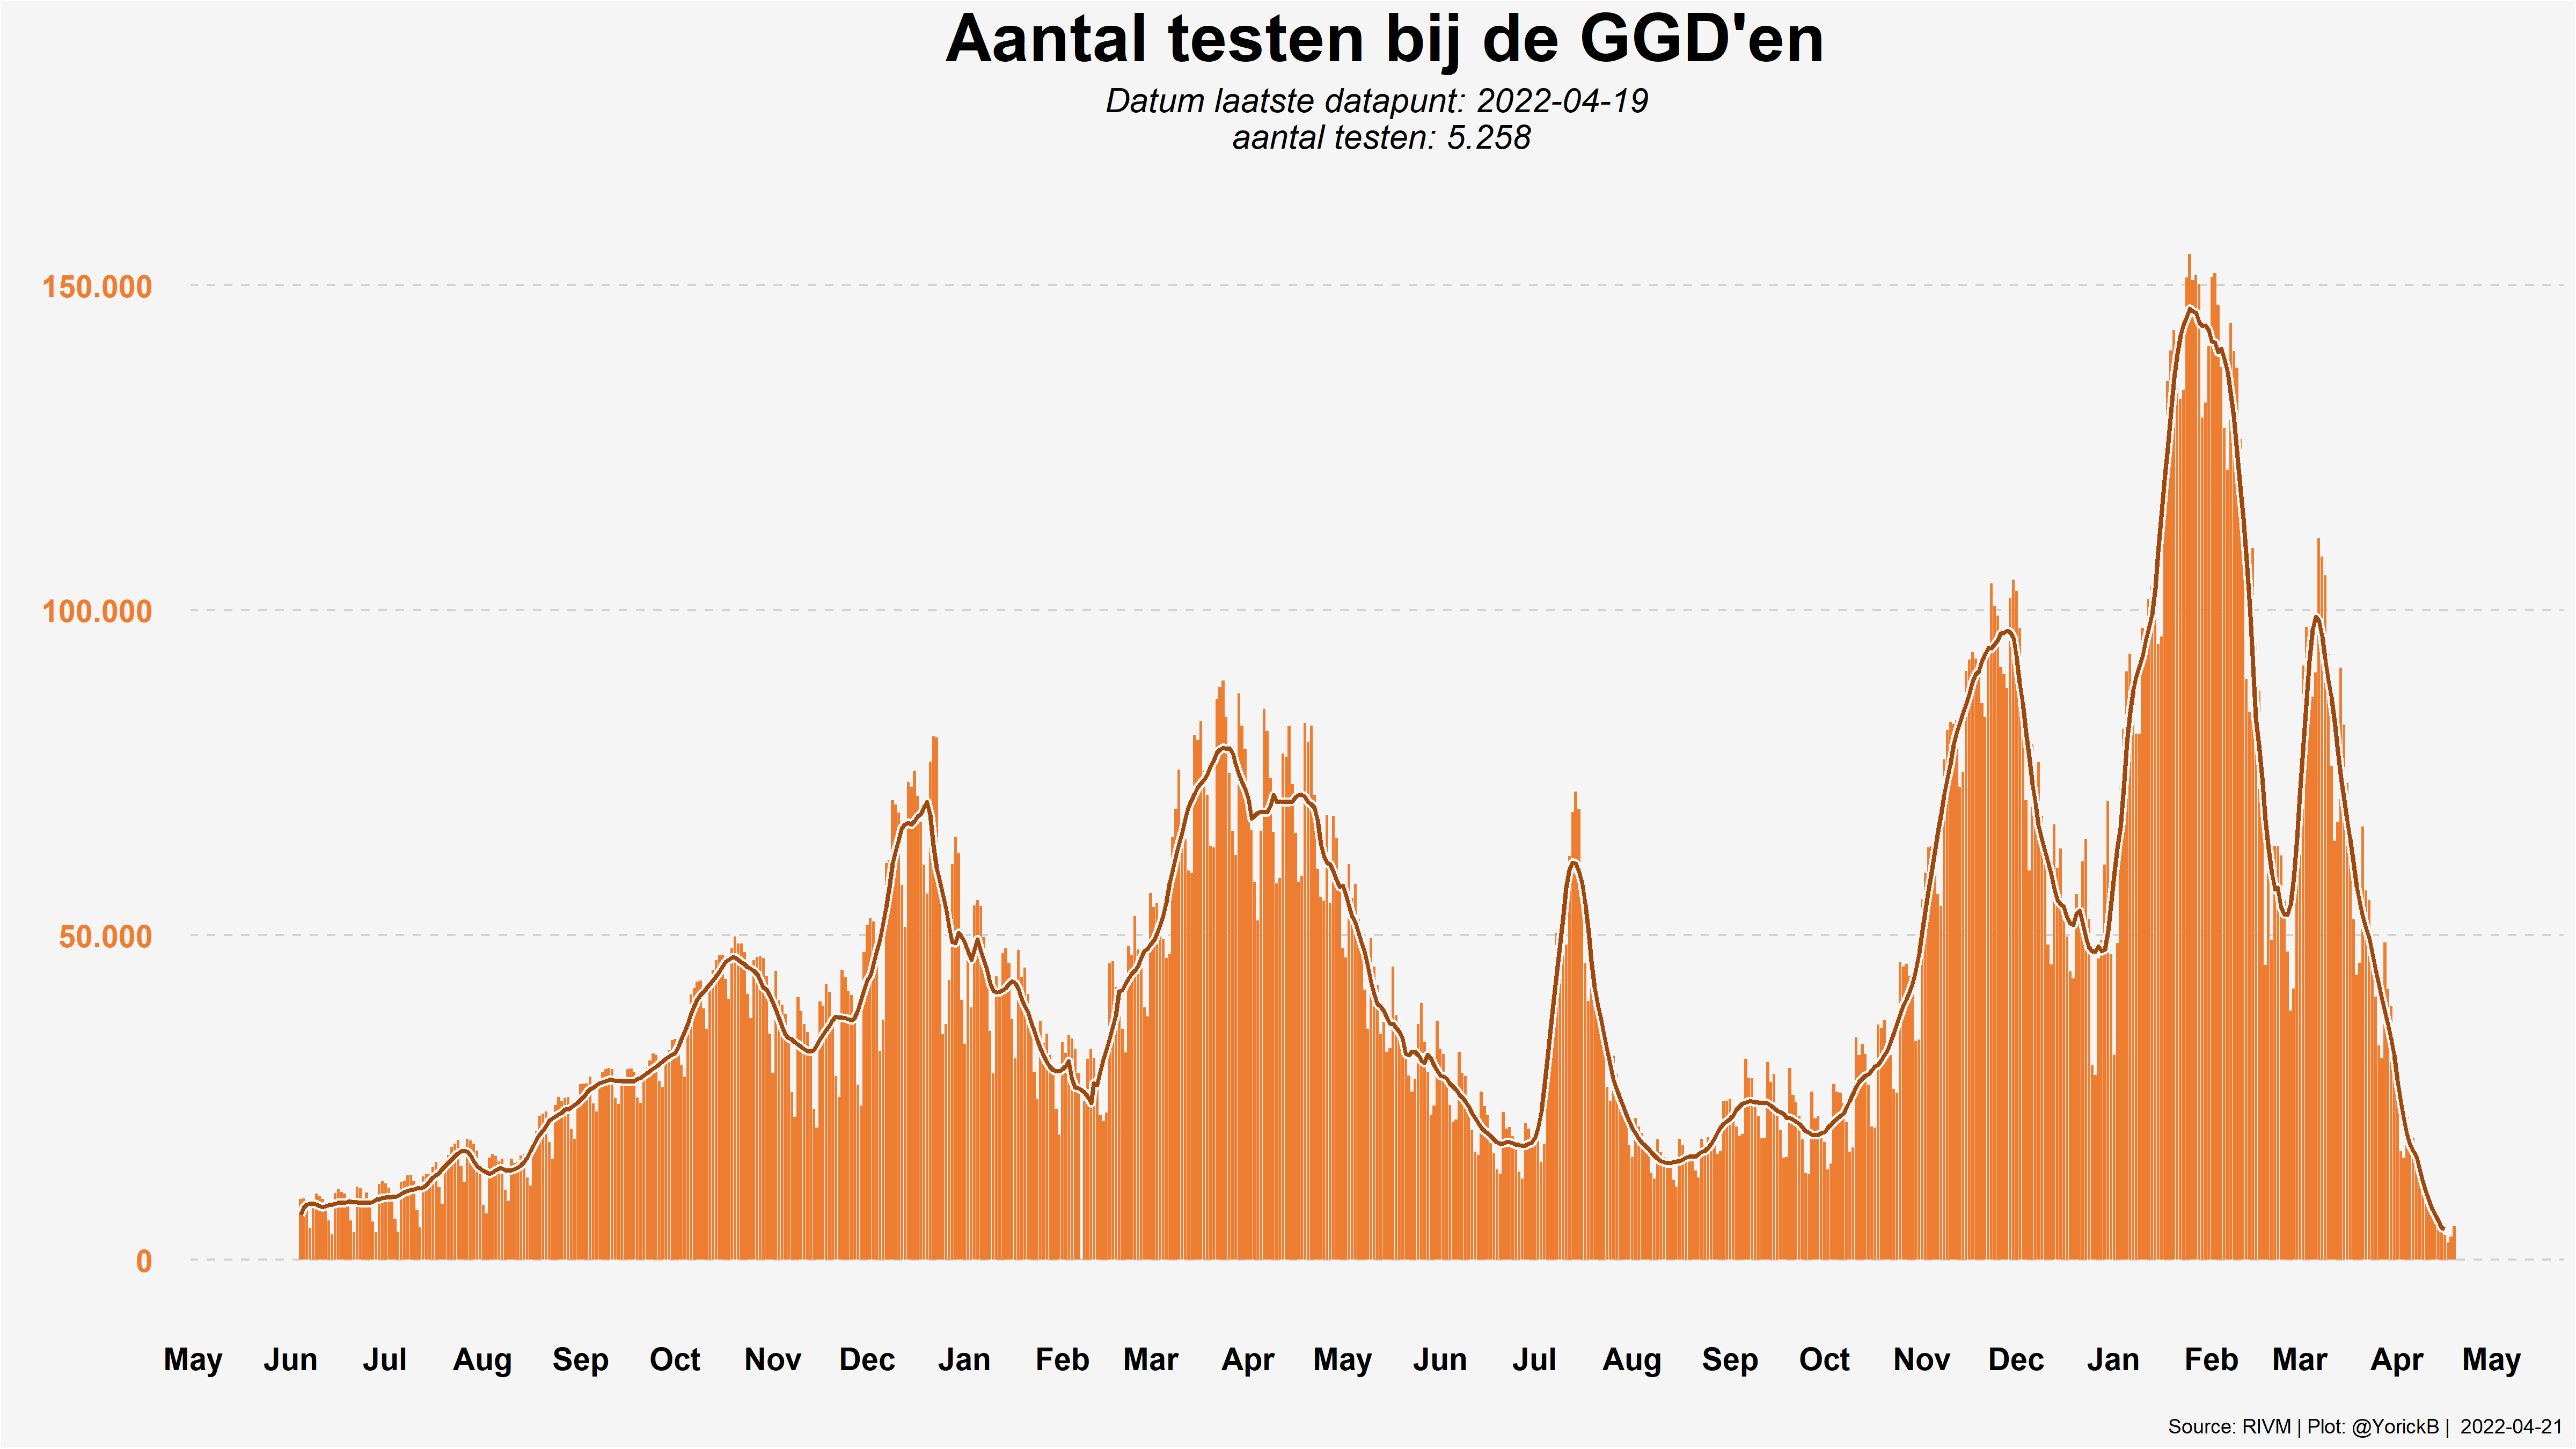 Aantal testen bij de GGD'en
Datum laatste datapunt: 2022-04-19
aantal testen: 5.258
150.000
100.000
50.000
0
May Jun Jul Aug Sep Oct Nov Dec Jan Feb Mar Apr May Jun Jul Aug Sep Oct Nov Dec Jan Feb Mar Apr May
Source: RIVM | Plot: @YorickB | 2022-04-21